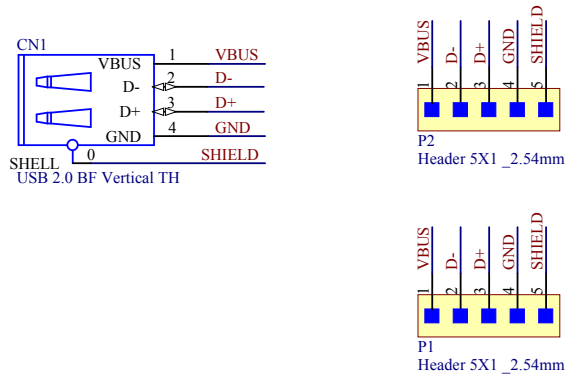 CN1
VBUS 1 VBUS
D- 2 D-
D+ 3 D+
GND 4 GND
SHELL 0 SHIELD
USB 2.0 BF Vertical TH
VBUS D- D+ GND SHIELD
1 2 3 4 5
P2
Header 5X1 _2.54mm
VBUS D- D+ GND SHIELD
1 2 3 4 5
P1
Header 5X1 _2.54mm